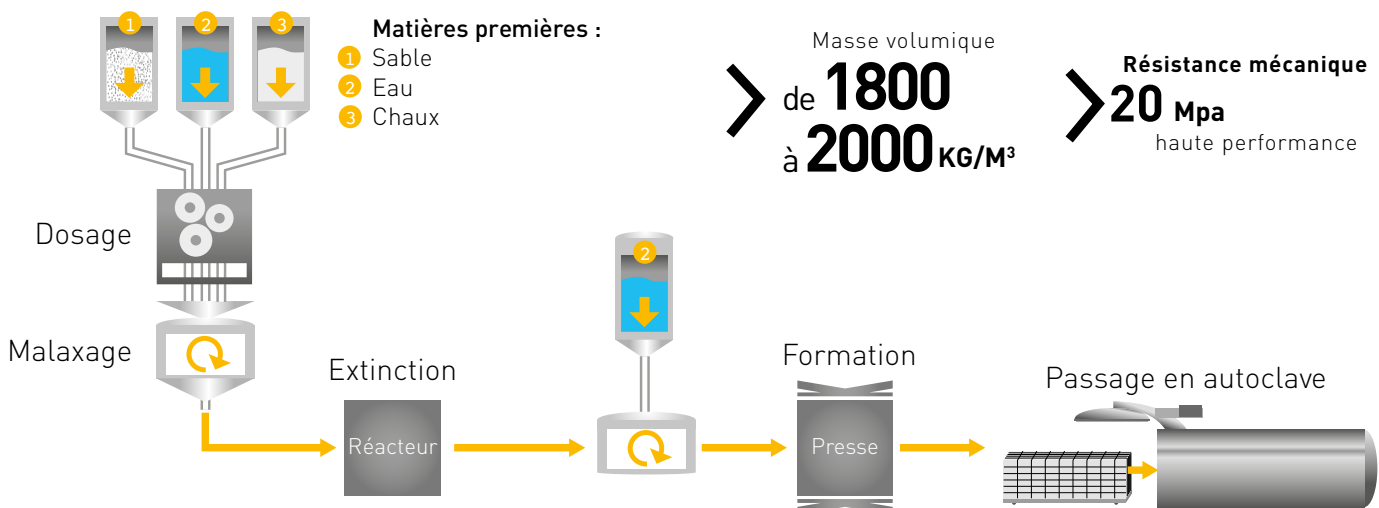 1
2
3
Matières premières :
1 Sable
2 Eau
3 Chaux
Masse volumique
de 1800
à 2000 KG/M³
Résistance mécanique
20 Mpa
haute performance
Dosage
Malaxage
2
Extinction
Réacteur
Formation
Presse
Passage en autoclave